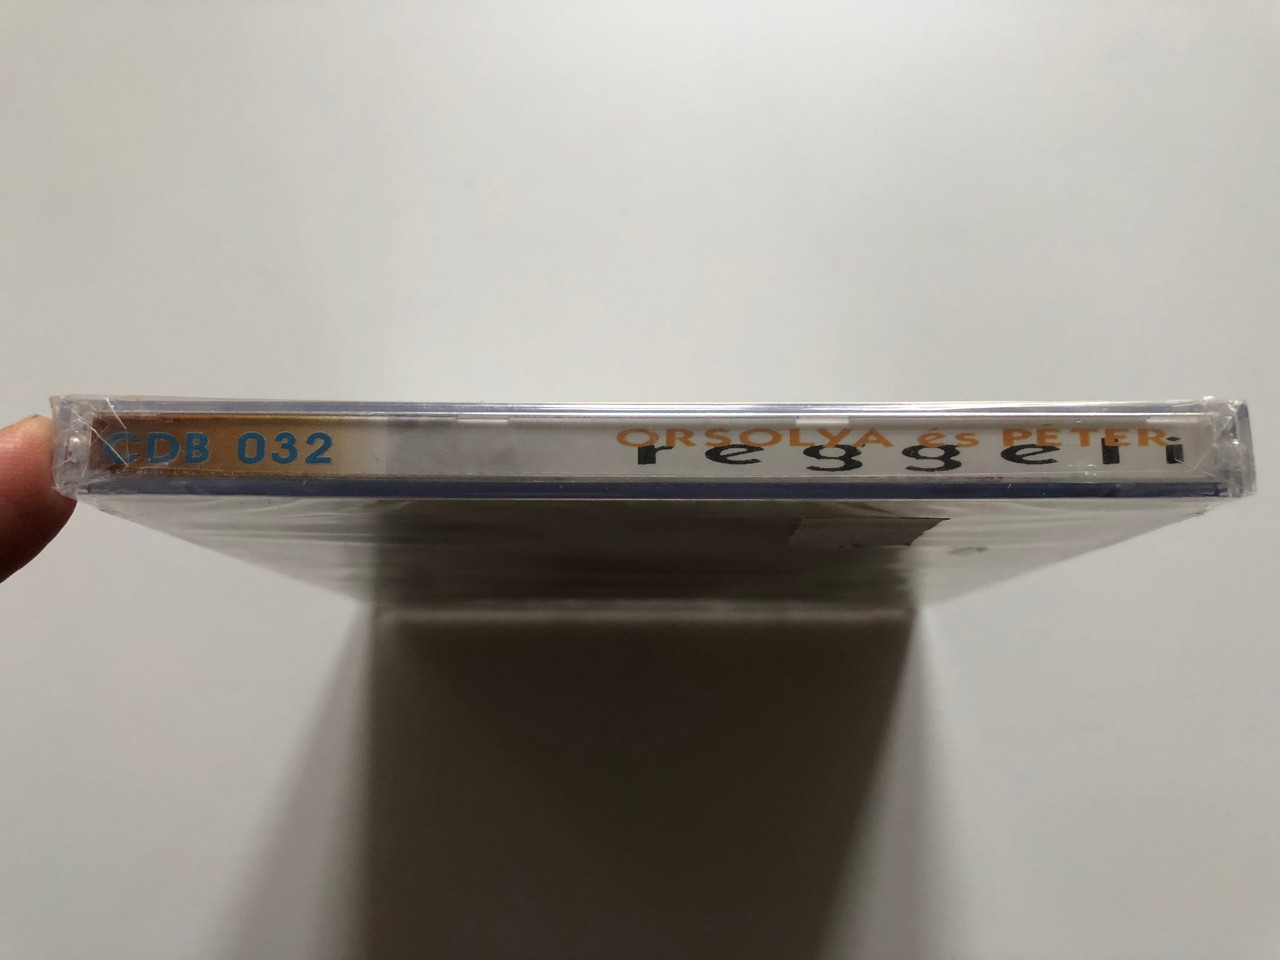 CDB 032
ORSOLYA és PÉTER
reggeli